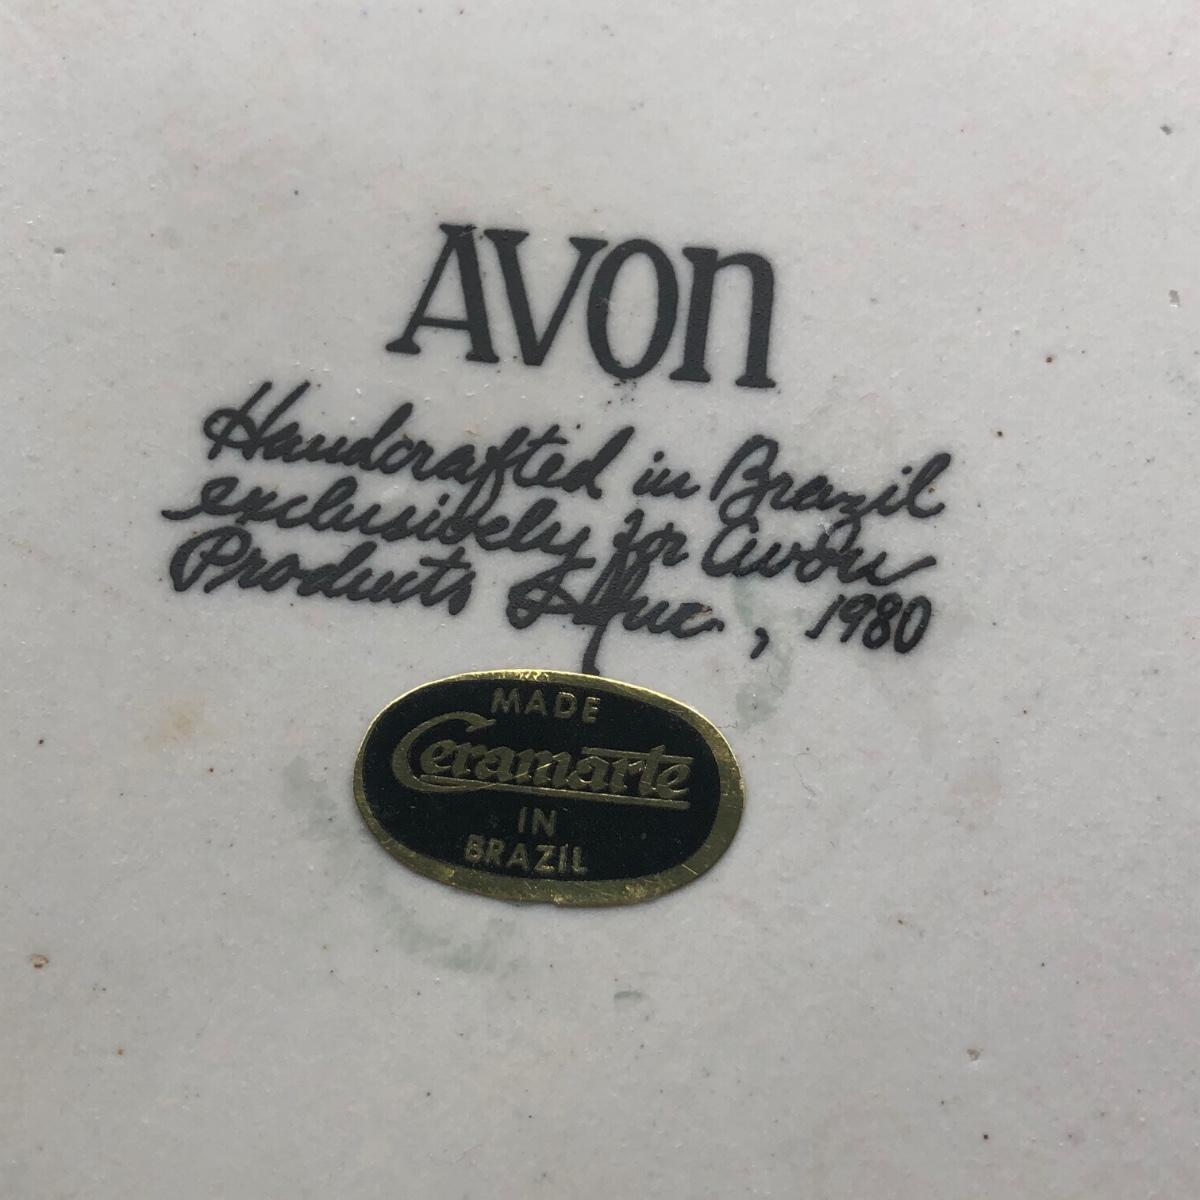 AVON
Handcrafted in Brazil
exclusively for Avon
Products Inc., 1980
MADE
Ceramarte
IN
BRAZIL